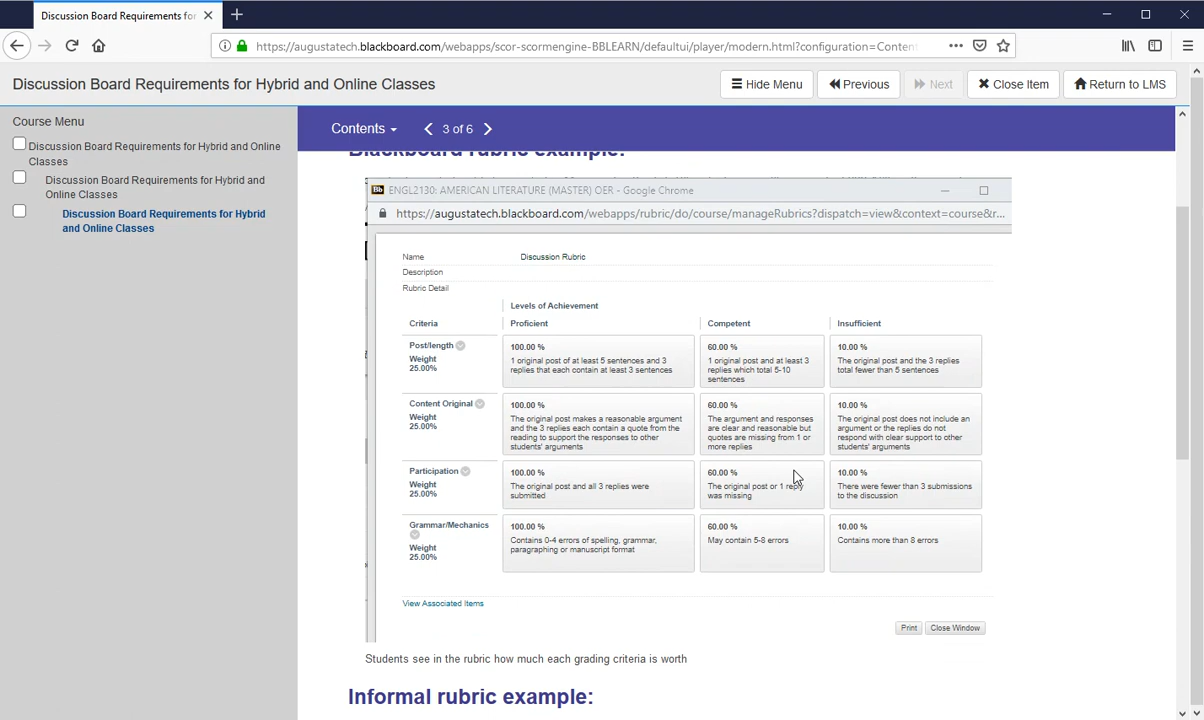 Discussion Board Requirements for
https://augustatech.blackboard.com/webapps/scor-scormengine-BBLEARN/defaultui/player/modern.html?configuration=Conten
Discussion Board Requirements for Hybrid and Online Classes
Hide Menu
Previous
Next
Close Item
Return to LMS
Course Menu
Discussion Board Requirements for Hybrid and Online
Classes
Discussion Board Requirements for Hybrid and
Online Classes
Discussion Board Requirements for Hybrid
and Online Classes
Contents
3 of 6
Blackboard rubric example:
Bb ENGL2130: AMERICAN LITERATURE (MASTER) OER - Google Chrome
https://augustatech.blackboard.com/webapps/rubric/do/course/manageRubrics?dispatch=view&context=course&r...
Name Discussion Rubric
Description
Rubric Detail
Levels of Achievement
Criteria Proficient Competent Insufficient
Post/length
Weight
25.00%
100.00 %
1 original post of at least 5 sentences and 3
replies that each contain at least 3 sentences
60.00 %
1 original post and at least 3
replies which total 5-10
sentences
10.00 %
The original post and the 3 replies
total fewer than 5 sentences
Content Original
Weight
25.00%
100.00 %
The original post makes a reasonable argument
and the 3 replies each contain a quote from the
reading to support the responses to other
students' arguments
60.00 %
The argument and responses
are clear and reasonable but
quotes are missing from 1 or
more replies
10.00 %
The original post does not include an
argument or the replies do not
respond with clear support to other
students' arguments
Participation
Weight
25.00%
100.00 %
The original post and all 3 replies were
submitted
60.00 %
The original post or 1 reply
was missing
10.00 %
There were fewer than 3 submissions
to the discussion
Grammar/Mechanics
Weight
25.00%
100.00 %
Contains 0-4 errors of spelling, grammar,
paragraphing or manuscript format
60.00 %
May contain 5-8 errors
10.00 %
Contains more than 8 errors
View Associated Items
Print
Close Window
Students see in the rubric how much each grading criteria is worth
Informal rubric example: